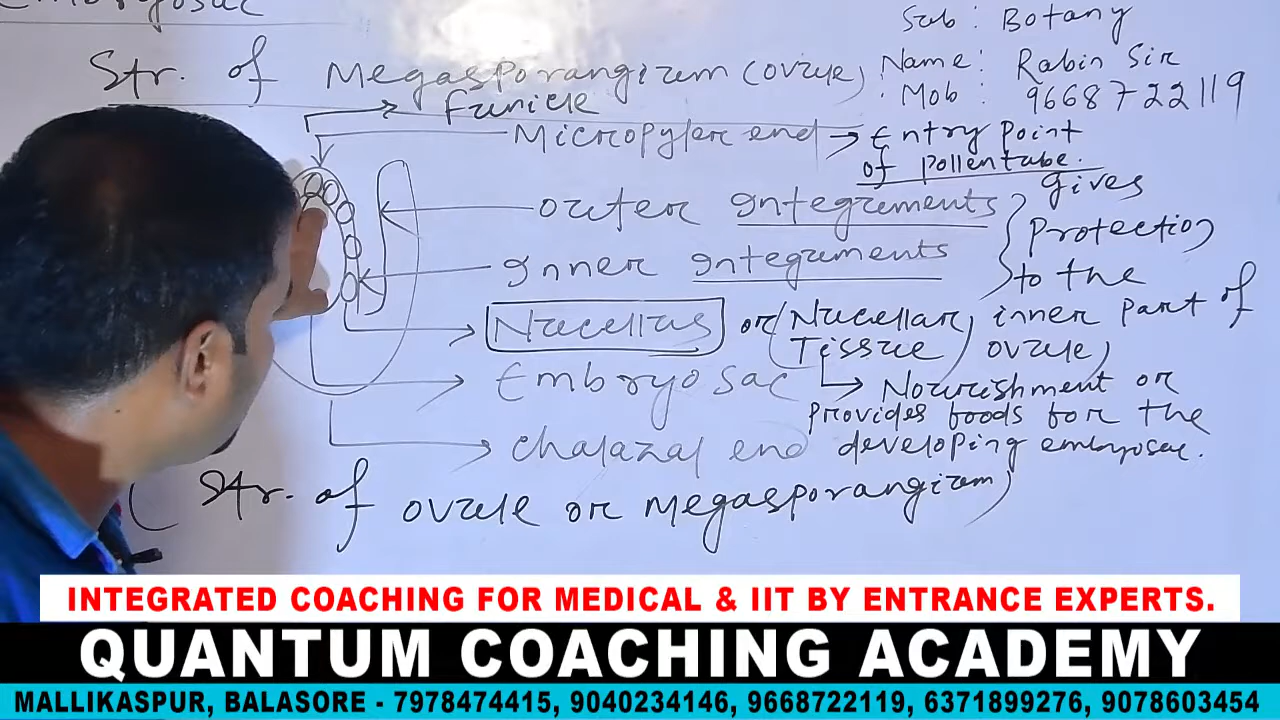 Embryosac
Str. of Megasporangium (ovule)
Sub : Botany
Name : Rabin Sir
Mob : 9668722119
Funicle
Micropylar end → Entry point
of pollentube.
outer integuments
gives
protection
to the
inner part of
ovule)
inner integuments
Nucellus or (Nucellar
Tissue)
Embryo sac
Nourishment or
provides foods for the
developing embryosac.
chalazal end
(Str. of ovule or Megasporangium)
INTEGRATED COACHING FOR MEDICAL & IIT BY ENTRANCE EXPERTS.
QUANTUM COACHING ACADEMY
MALLIKASPUR, BALASORE - 7978474415, 9040234146, 9668722119, 6371899276, 9078603454